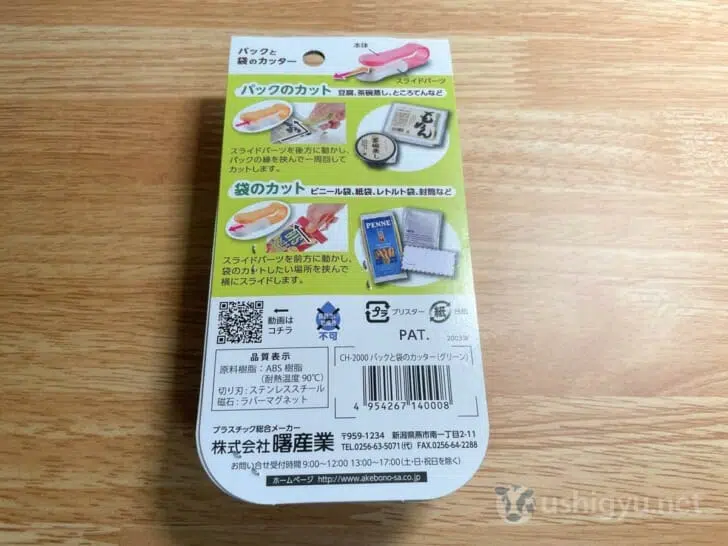 パックと
袋のカッター
本体
スライドパーツ
パックのカット 豆腐、茶碗蒸し、ところてんなど
もめん
茶碗蒸し
スライドパーツを後方に動かし、
パックの縁を挟んで一周回して
カットします。
袋のカット ビニール袋、紙袋、レトルト袋、封筒など
PENNE
スライドパーツを前方に動かし、
袋のカットしたい場所を挟んで
横にスライドします。
← 動画は
コチラ
不可
プラ ブリスター 紙 台紙
PAT.
2003W
品質表示
原料樹脂：ABS樹脂
(耐熱温度90℃)
切り刃：ステンレススチール
磁石：ラバーマグネット
CH-2000 パックと袋のカッター(グリーン)
4 954267 140008
プラスチック総合メーカー
株式会社 曙産業
〒959-1234 新潟県燕市南一丁目2-11
TEL.0256-63-5071(代) FAX.0256-64-2288
お問い合せ受付時間 9:00~12:00 13:00~17:00(土・日・祝日を除く)
ホームページ http://www.akebono-sa.co.jp
ushigyu.net